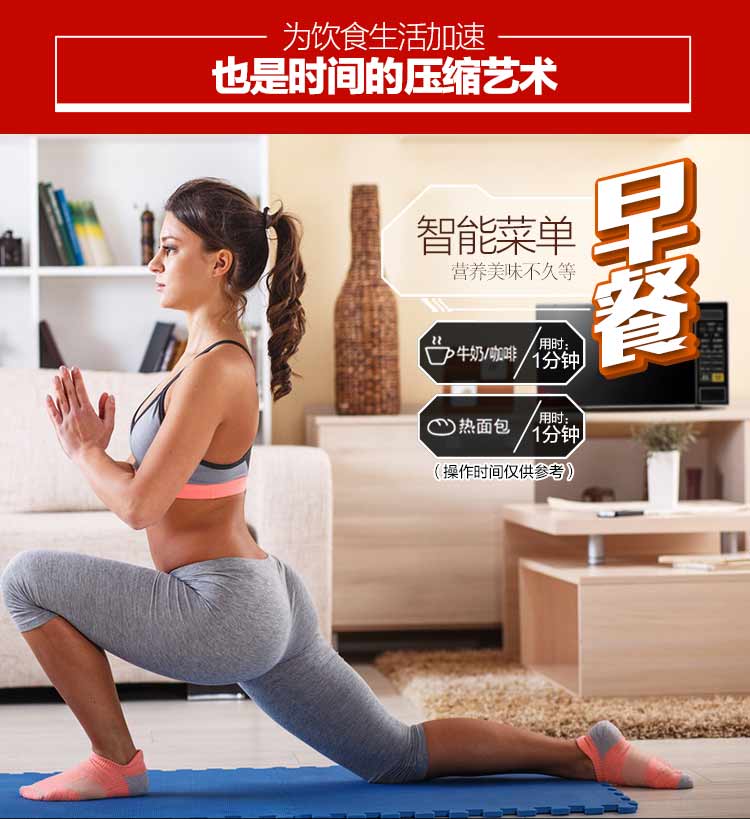 为饮食生活加速
也是时间的压缩艺术
智能菜单
营养美味不久等
早餐
牛奶/咖啡 用时:1分钟
热面包 用时:1分钟
(操作时间仅供参考)